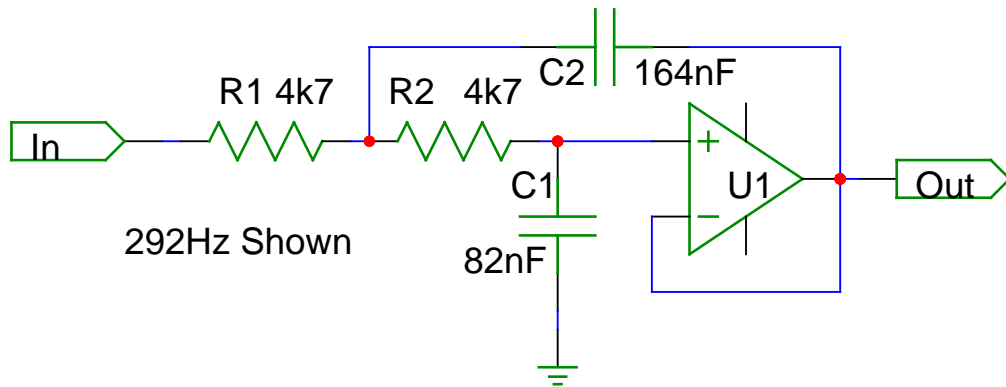 C2 164nF
R1 4k7 R2 4k7
In
+
C1 U1 Out
−
292Hz Shown
82nF